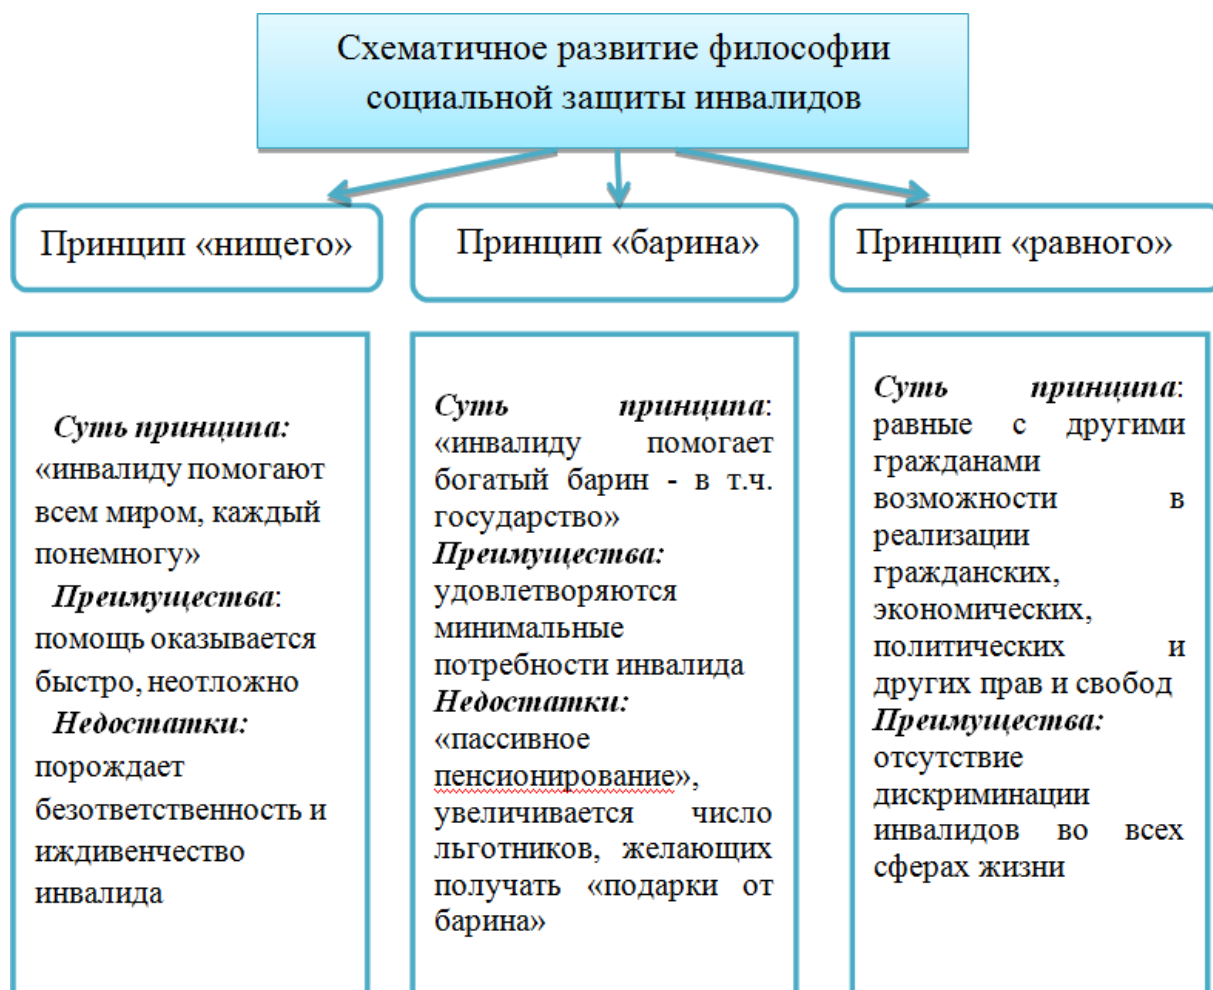 Схематичное развитие философии
социальной защиты инвалидов
Принцип «нищего»
Принцип «барина»
Принцип «равного»
Суть принципа:
«инвалиду помогают
всем миром, каждый
понемногу»
Преимущества:
помощь оказывается
быстро, неотложно
Недостатки:
порождает
безответственность и
иждивенчество
инвалида
Суть принципа:
«инвалиду помогает
богатый барин - в т.ч.
государство»
Преимущества:
удовлетворяются
минимальные
потребности инвалида
Недостатки:
«пассивное
пенсионирование»,
увеличивается число
льготников, желающих
получать «подарки от
барина»
Суть принципа:
равные с другими
гражданами
возможности в
реализации
гражданских,
экономических,
политических и
других прав и свобод
Преимущества:
отсутствие
дискриминации
инвалидов во всех
сферах жизни